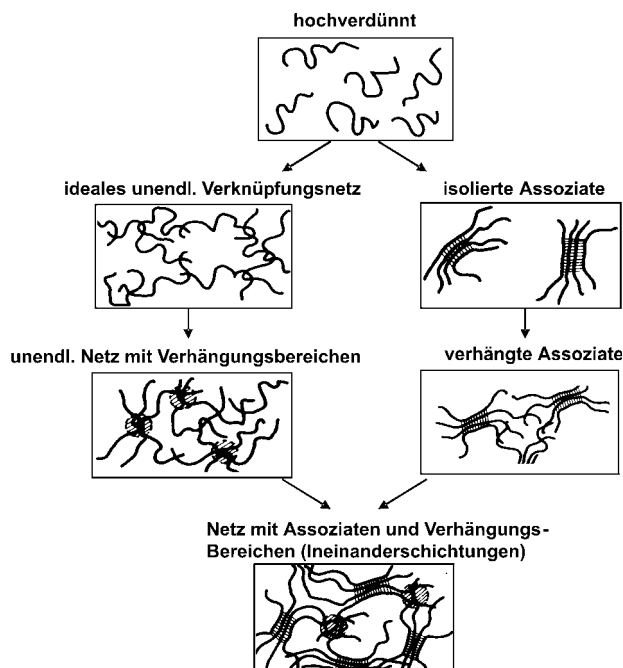 hochverdünnt
ideales unendl. Verknüpfungsnetz
isolierte Assoziate
unendl. Netz mit Verhängungsbereichen
verhängte Assoziate
Netz mit Assoziaten und Verhängungs-
Bereichen (Ineinanderschichtungen)